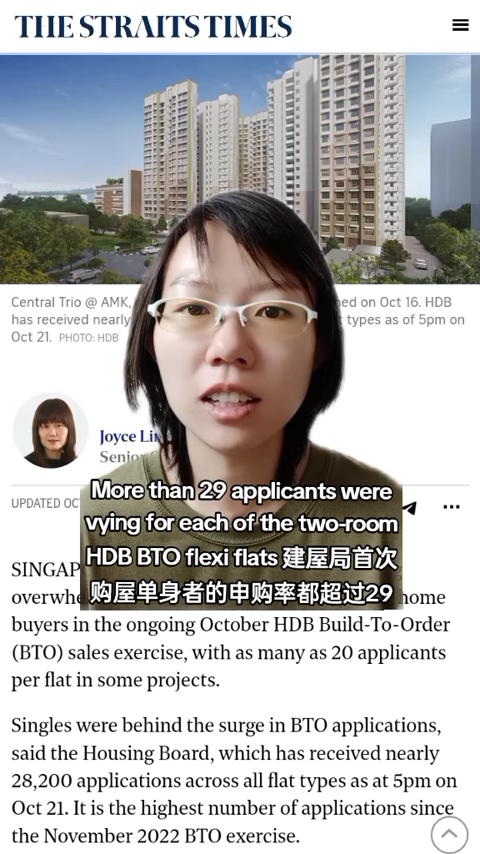 THE STRAITS TIMES
Central Trio @ AMK, ned on Oct 16. HDB
has received nearly t types as of 5pm on
Oct 21. PHOTO: HDB
Joyce Li
Senio
UPDATED OC
More than 29 applicants were
vying for each of the two-room
HDB BTO flexi flats 建屋局首次
购屋单身者的申购率都超过29
SINGAP
overwhe home
buyers in the ongoing October HDB Build-To-Order
(BTO) sales exercise, with as many as 20 applicants
per flat in some projects.
Singles were behind the surge in BTO applications,
said the Housing Board, which has received nearly
28,200 applications across all flat types as at 5pm on
Oct 21. It is the highest number of applications since
the November 2022 BTO exercise.